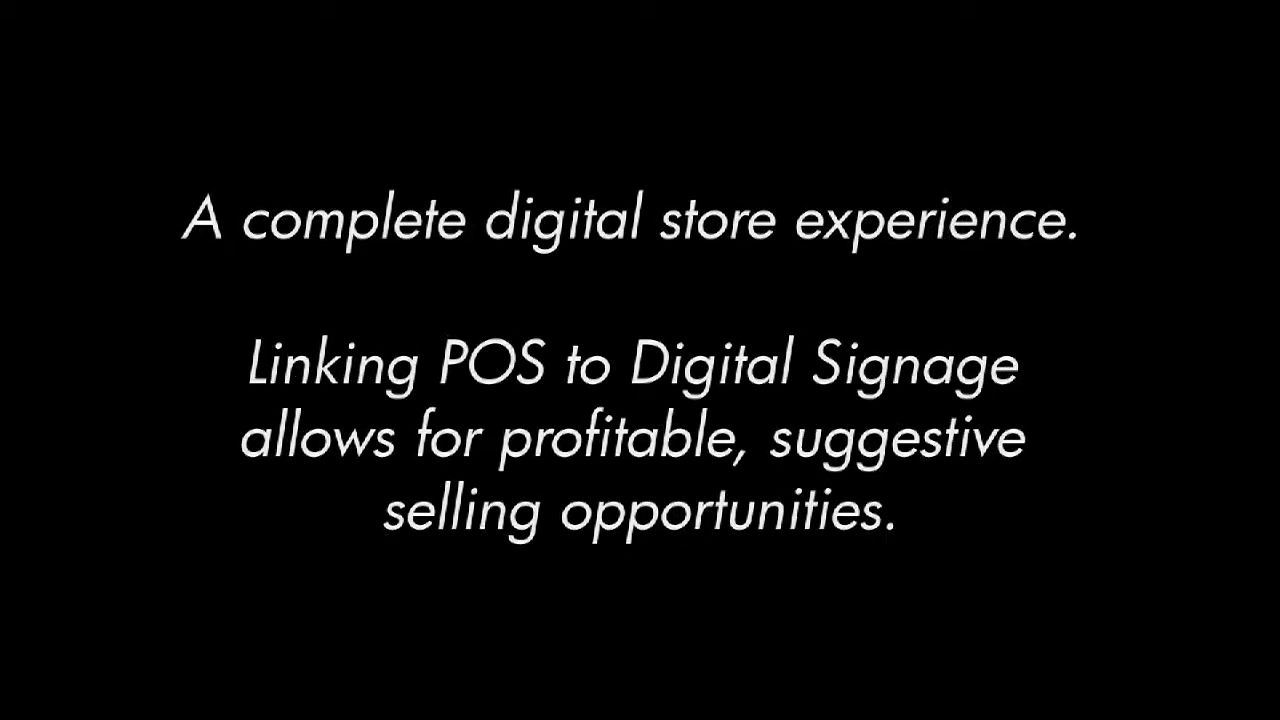 A complete digital store experience.
Linking POS to Digital Signage
allows for profitable, suggestive
selling opportunities.